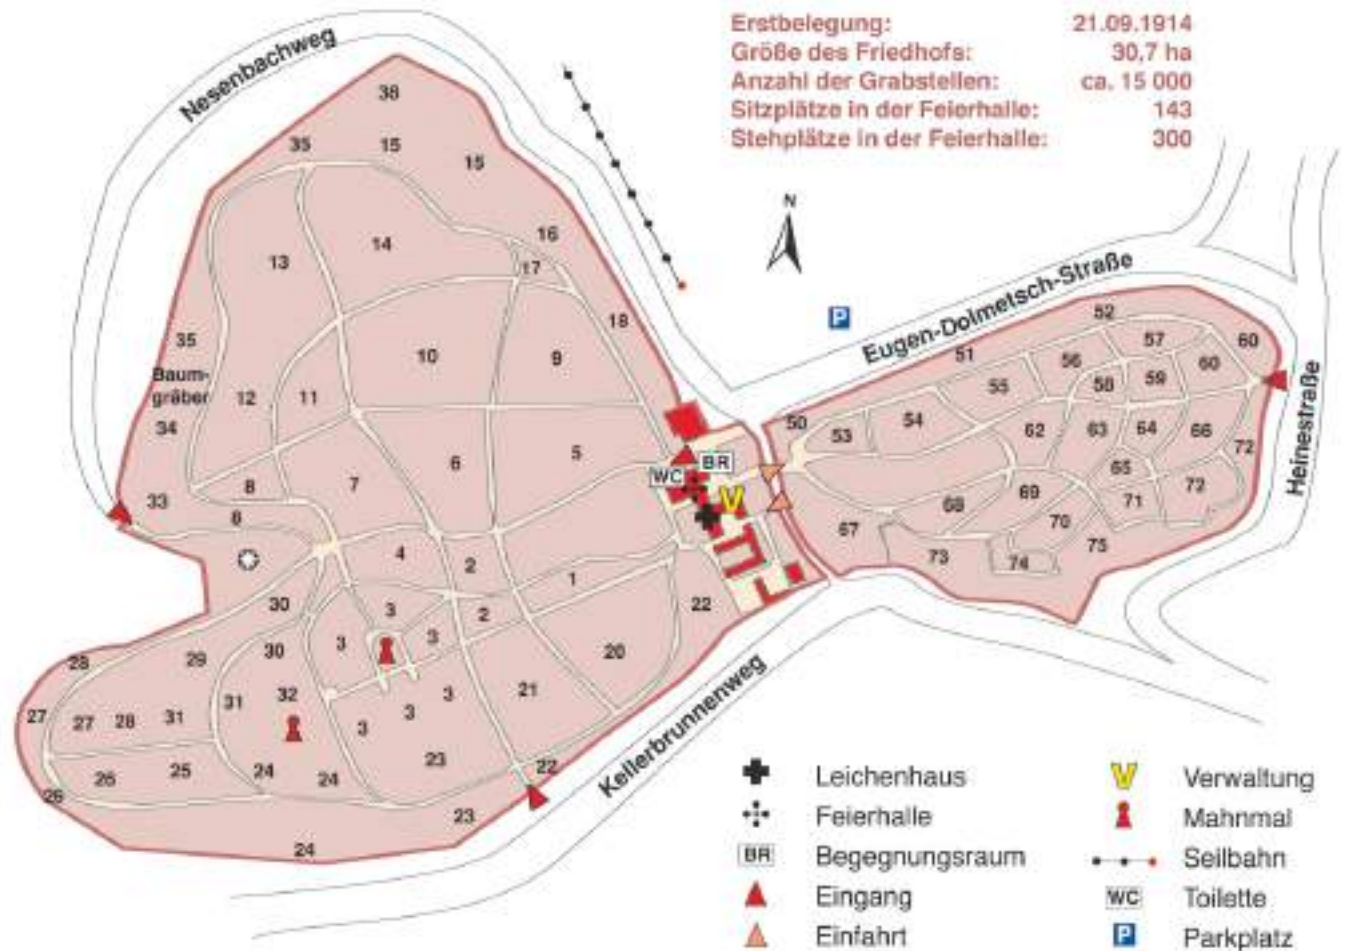 Erstbelegung: 21.09.1914
Größe des Friedhofs: 30,7 ha
Anzahl der Grabstellen: ca. 15 000
Sitzplätze in der Feierhalle: 143
Stehplätze in der Feierhalle: 300
Nesenbachweg
N
P
Eugen-Dolmetsch-Straße
Heinestraße
Kellerbrunnenweg
38
35 15
15
16
14
13
17
18
35
10 9
Baum-
gräber
12 11
34
5
6
7
8
33
6
WC BR
V
4
2
1
30
3
2
22
3
3
30
20
28
29
32
31
3
21
27
27 28 31
3
3
23
26 25 24 24
22
26
23
24
52
51
57
60
56
60
55
58
59
50
54
53
62 63 64 66
72
65
72
69
68
71
70
67
75
73
74
Leichenhaus
Feierhalle
BR Begegnungsraum
Eingang
Einfahrt
V Verwaltung
Mahnmal
Seilbahn
WC Toilette
P Parkplatz